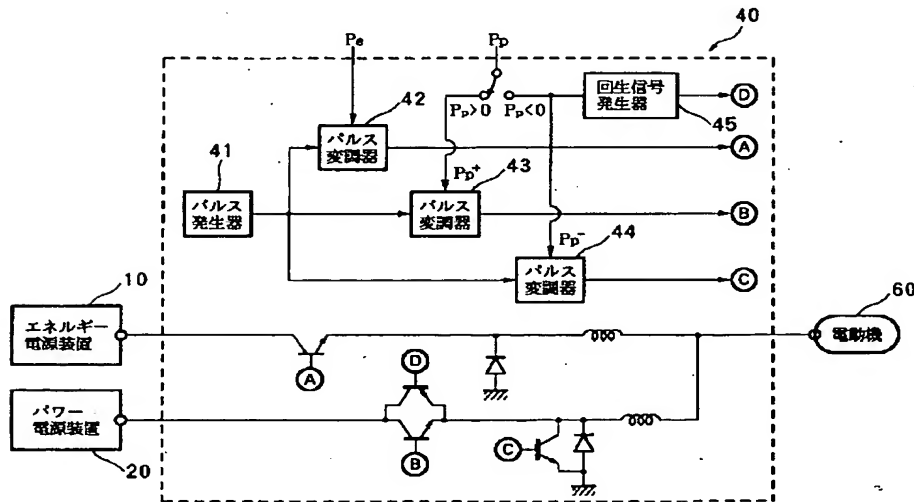 40
Pe
Pp
Pp>0
Pp<0
回生信号
発生器
45
D
42
パルス
変調器
A
41
パルス
発生器
Pp+
43
パルス
変調器
B
Pp-
44
パルス
変調器
C
10
エネルギー
電源装置
A
60
電動機
D
パワー
電源装置
20
B
C